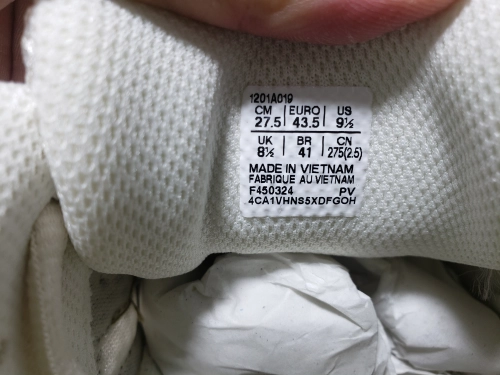 1201A019
CM EURO US
27.5 43.5 9½
UK BR CN
8½ 41 275(2.5)
MADE IN VIETNAM
FABRIQUE AU VIETNAM
F450324 PV
4CA1VHNS5XDFGOH